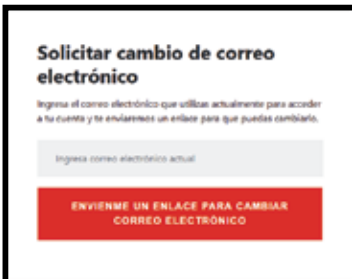 Solicitar cambio de correo
electrónico
Ingresa el correo electrónico que utilizas actualmente para acceder
a tu cuenta y te enviaremos un enlace para que puedas cambiarlo.
Ingresa correo electrónico actual
ENVIENME UN ENLACE PARA CAMBIAR
CORREO ELECTRÓNICO